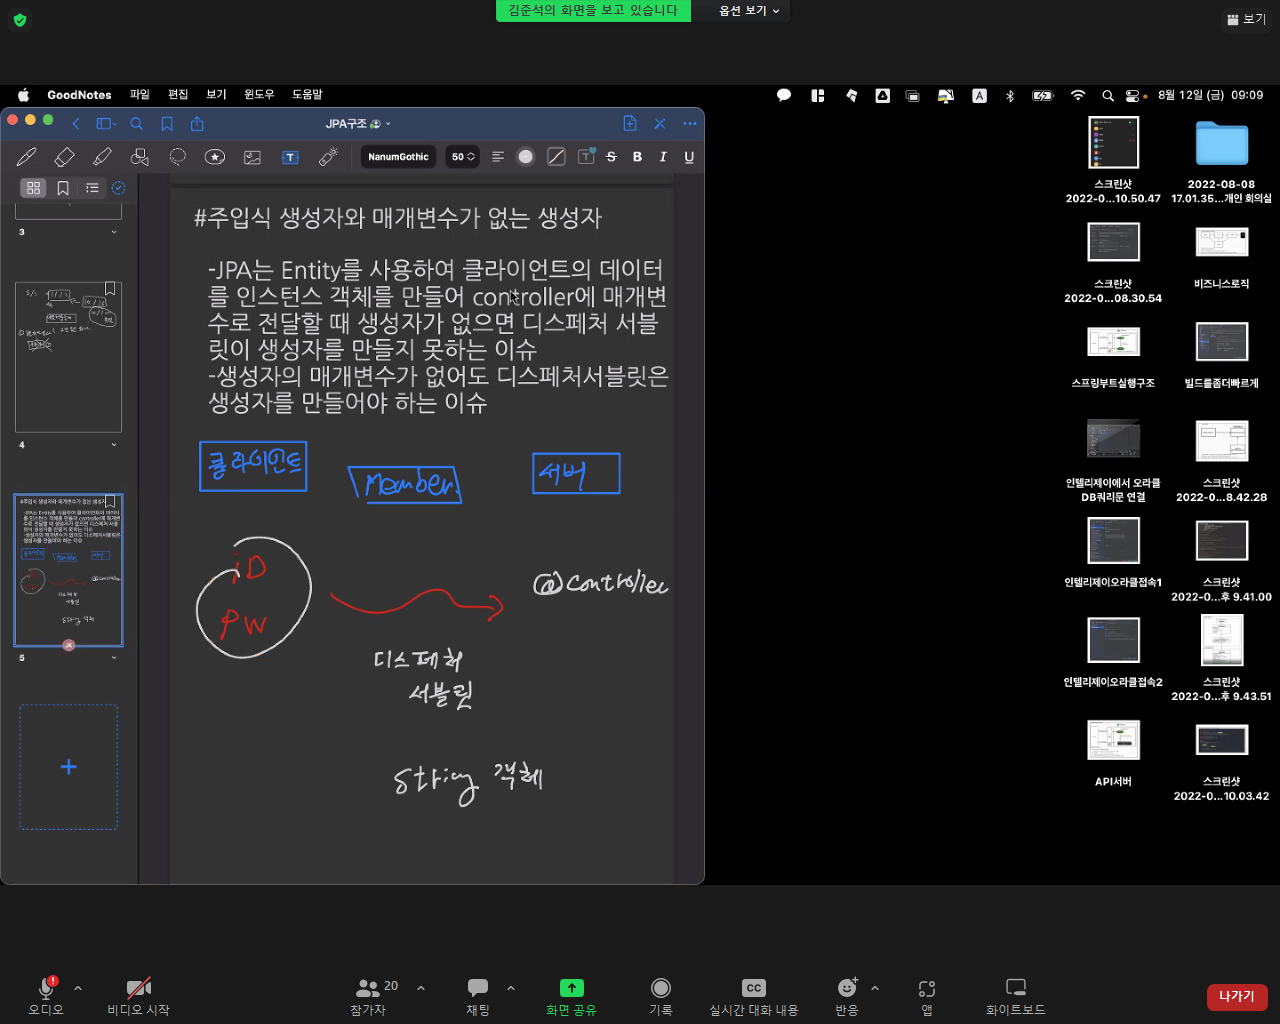 김준석의 화면을 보고 있습니다
옵션 보기
보기
GoodNotes 파일 편집 보기 윈도우 도움말
A
8월 12일 (금) 09:09
JPA구조
NanumGothic
50
T
S B I U
3
4
5
#주입식 생성자와 매개변수가 없는 생성자
-JPA는 Entity를 사용하여 클라이언트의 데이터
를 인스턴스 객체를 만들어 controller에 매개변
수로 전달할 때 생성자가 없으면 디스페처 서블
릿이 생성자를 만들지 못하는 이슈
-생성자의 매개변수가 없어도 디스페처서블릿은
생성자를 만들어야 하는 이슈
클라이언트
Member.
서버
iD
PW
@controller
디스페처
서블릿
String 객체
스크린샷
2022-0...10.50.47
2022-08-08
17.01.35...개인 회의실
스크린샷
2022-0...08.30.54
비즈니스로직
스프링부트실행구조
빌드를좀더빠르게
인텔리제이에서 오라클
DB쿼리문 연결
스크린샷
2022-0...8.42.28
인텔리제이오라클접속1
스크린샷
2022-0...후 9.41.00
인텔리제이오라클접속2
스크린샷
2022-0...후 9.43.51
API서버
스크린샷
2022-0...10.03.42
오디오
비디오 시작
20
참가자
채팅
화면 공유
기록
CC
실시간 대화 내용
반응
앱
화이트보드
나가기